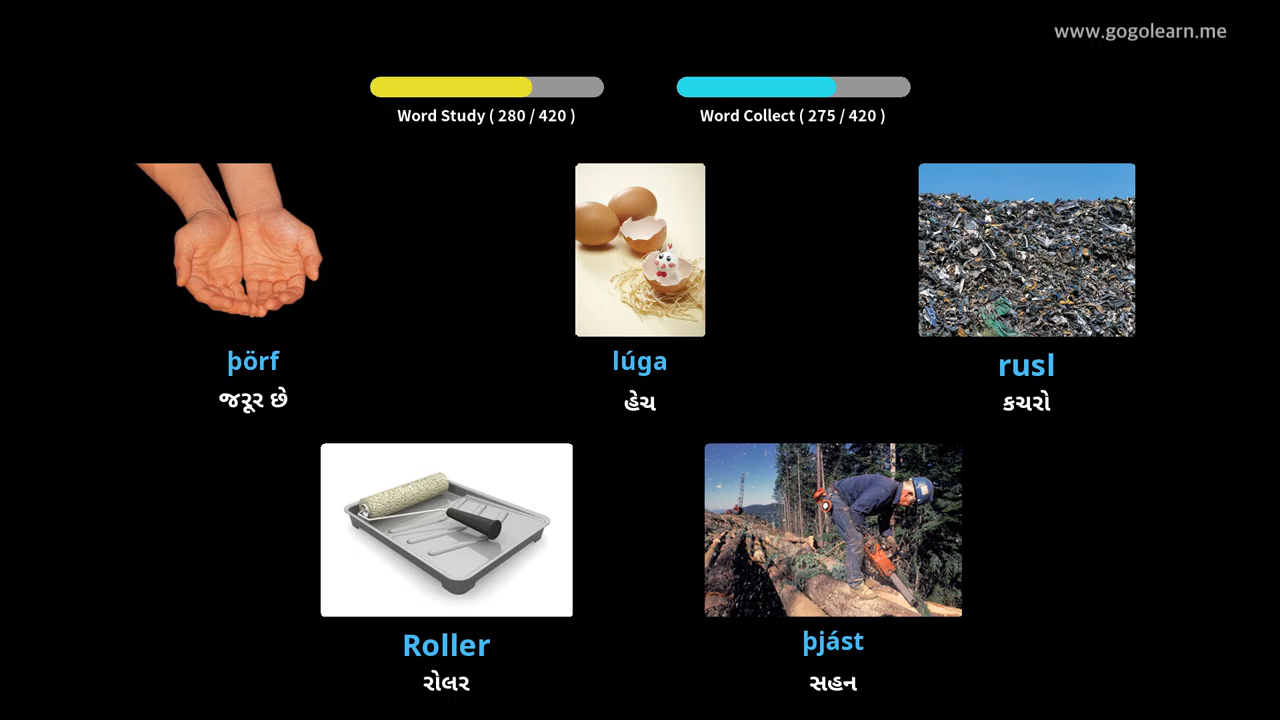 www.gogolearn.me
Word Study ( 280 / 420 )
Word Collect ( 275 / 420 )
þörf
જરૂર છે
lúga
હેચ
rusl
કચરો
Roller
રોલર
þjást
સહન